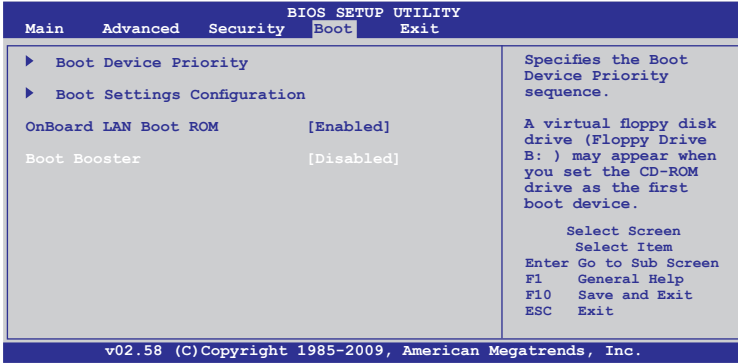 BIOS SETUP UTILITY
Main Advanced Security Boot Exit
Boot Device Priority
Boot Settings Configuration
OnBoard LAN Boot ROM [Enabled]
Boot Booster [Disabled]
Specifies the Boot
Device Priority
sequence.
A virtual floppy disk
drive (Floppy Drive
B: ) may appear when
you set the CD-ROM
drive as the first
boot device.
Select Screen
Select Item
Enter Go to Sub Screen
F1 General Help
F10 Save and Exit
ESC Exit
v02.58 (C)Copyright 1985-2009, American Megatrends, Inc.